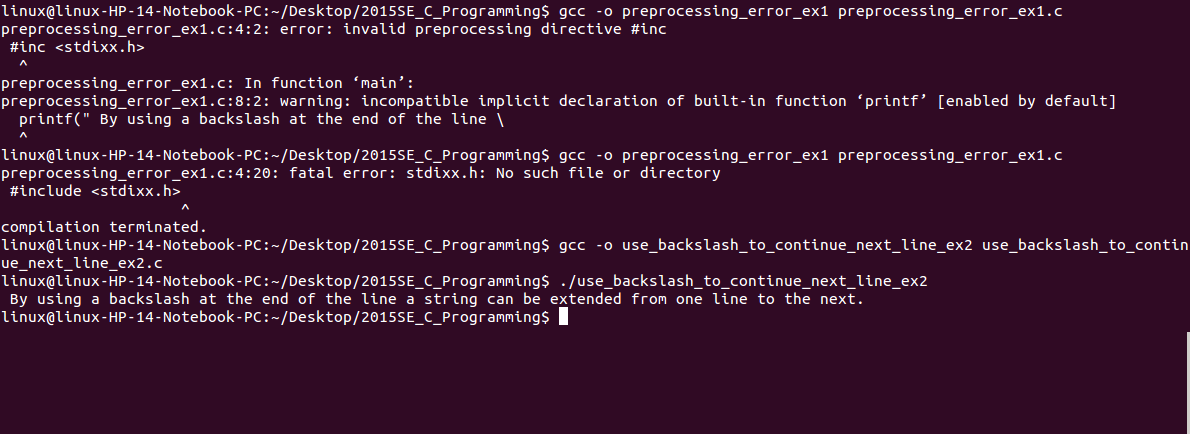 linux@linux-HP-14-Notebook-PC:~/Desktop/2015SE_C_Programming$ gcc -o preprocessing_error_ex1 preprocessing_error_ex1.c
preprocessing_error_ex1.c:4:2: error: invalid preprocessing directive #inc
 #inc <stdixx.h>
  ^
preprocessing_error_ex1.c: In function ‘main’:
preprocessing_error_ex1.c:8:2: warning: incompatible implicit declaration of built-in function ‘printf’ [enabled by default]
  printf(" By using a backslash at the end of the line \
  ^
linux@linux-HP-14-Notebook-PC:~/Desktop/2015SE_C_Programming$ gcc -o preprocessing_error_ex1 preprocessing_error_ex1.c
preprocessing_error_ex1.c:4:20: fatal error: stdixx.h: No such file or directory
 #include <stdixx.h>
                    ^
compilation terminated.
linux@linux-HP-14-Notebook-PC:~/Desktop/2015SE_C_Programming$ gcc -o use_backslash_to_continue_next_line_ex2 use_backslash_to_contin
ue_next_line_ex2.c
linux@linux-HP-14-Notebook-PC:~/Desktop/2015SE_C_Programming$ ./use_backslash_to_continue_next_line_ex2
 By using a backslash at the end of the line a string can be extended from one line to the next.
linux@linux-HP-14-Notebook-PC:~/Desktop/2015SE_C_Programming$